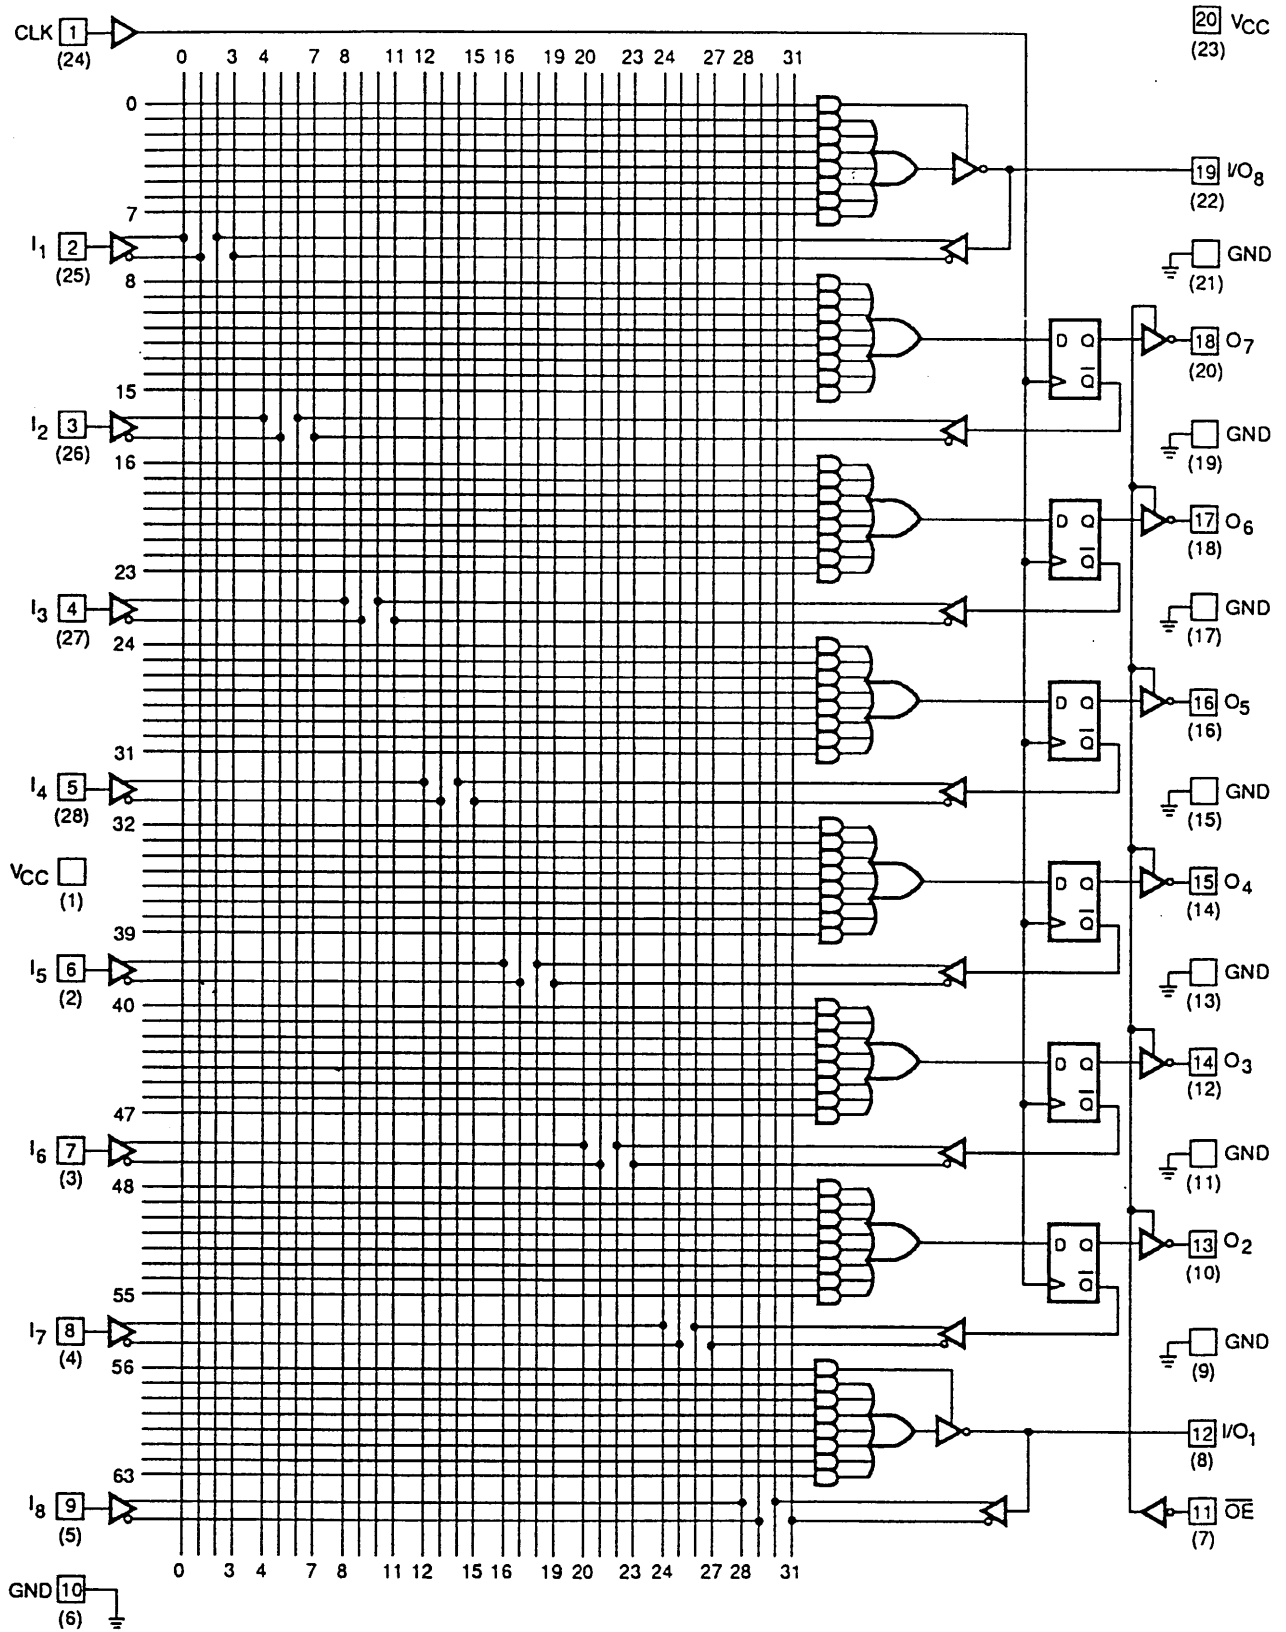 CLK 1 20 VCC
(24) (23)
0 3 4 7 8 11 12 15 16 19 20 23 24 27 28 31
0
19 I/O8
(22)
7
I1 2
(25)
GND
(21)
8
D Q
18 O7
(20)
Q
15
I2 3
(26)
GND
(19)
16
D Q
17 O6
(18)
Q
23
I3 4
(27)
GND
(17)
24
D Q
16 O5
(16)
Q
31
I4 5
(28)
GND
(15)
32
VCC
(1)
D Q
15 O4
(14)
Q
39
I5 6
(2)
GND
(13)
40
D Q
14 O3
(12)
Q
47
I6 7
(3)
GND
(11)
48
D Q
13 O2
(10)
Q
55
I7 8
(4)
GND
(9)
56
12 I/O1
(8)
63
I8 9
(5)
11 OE
(7)
0 3 4 7 8 11 12 15 16 19 20 23 24 27 28 31
GND 10
(6)